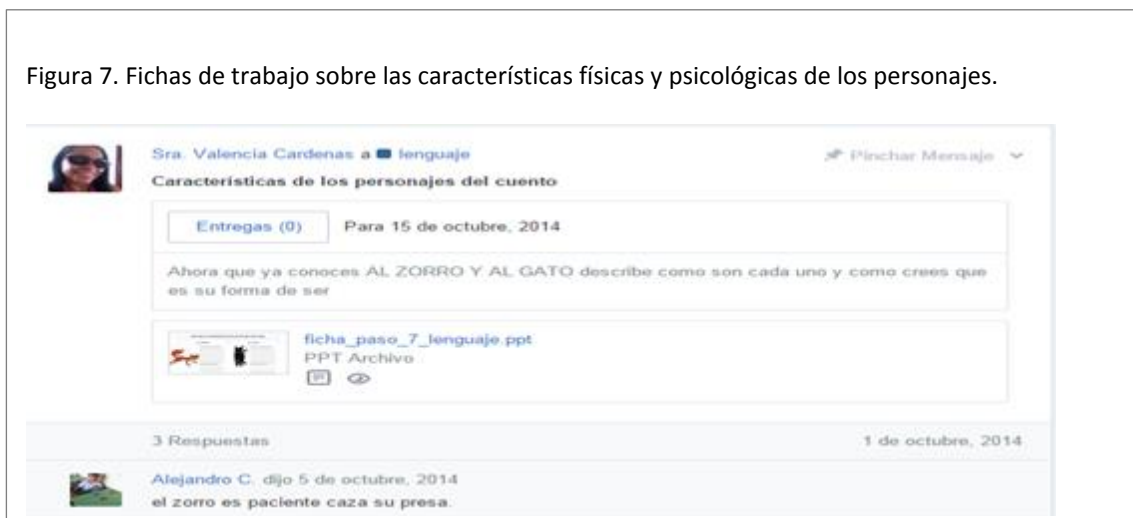 Figura 7. Fichas de trabajo sobre las características físicas y psicológicas de los personajes.
Sra. Valencia Cardenas a lenguaje
Pinchar Mensaje
Características de los personajes del cuento
Entregas (0) Para 15 de octubre, 2014
Ahora que ya conoces AL ZORRO Y AL GATO describe como son cada uno y como crees que
es su forma de ser
ficha_paso_7_lenguaje.ppt
PPT Archivo
3 Respuestas 1 de octubre, 2014
Alejandro C. dijo 5 de octubre, 2014
el zorro es paciente caza su presa.